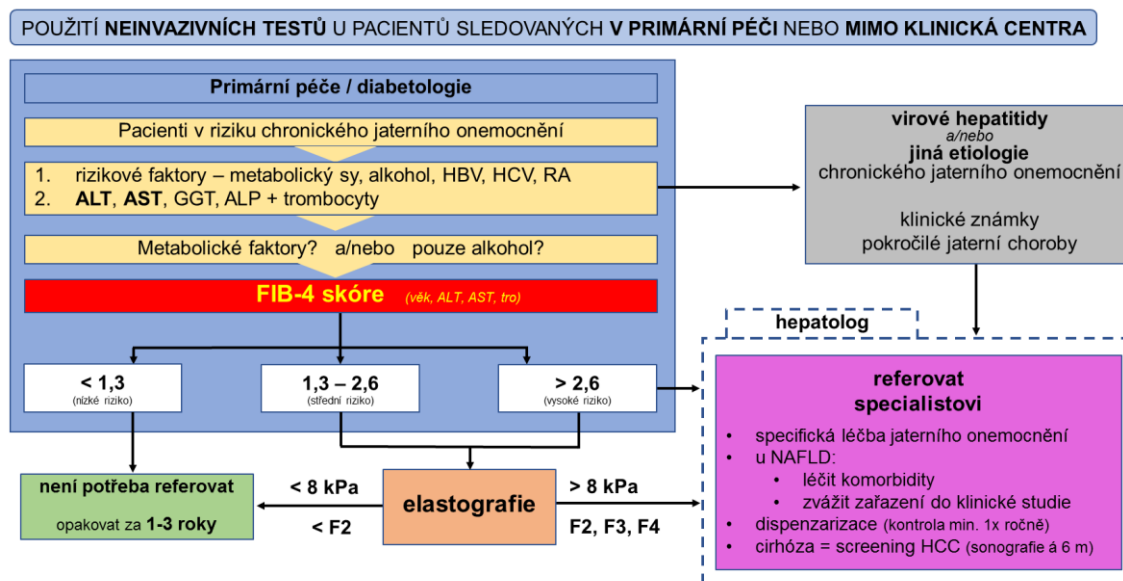 POUŽITÍ NEINVAZIVNÍCH TESTŮ U PACIENTŮ SLEDOVANÝCH V PRIMÁRNÍ PÉČI NEBO MIMO KLINICKÁ CENTRA
Primární péče / diabetologie
Pacienti v riziku chronického jaterního onemocnění
1. rizikové faktory – metabolický sy, alkohol, HBV, HCV, RA
2. ALT, AST, GGT, ALP + trombocyty
Metabolické faktory? a/nebo pouze alkohol?
FIB-4 skóre (věk, ALT, AST, tro)
< 1,3
(nízké riziko)
1,3 – 2,6
(střední riziko)
> 2,6
(vysoké riziko)
virové hepatitidy
a/nebo
jiná etiologie
chronického jaterního onemocnění
klinické známky
pokročilé jaterní choroby
hepatolog
referovat
specialistovi
• specifická léčba jaterního onemocnění
• u NAFLD:
• léčit komorbidity
• zvážit zařazení do klinické studie
• dispenzarizace (kontrola min. 1x ročně)
• cirhóza = screening HCC (sonografie á 6 m)
není potřeba referovat
opakovat za 1-3 roky
< 8 kPa
< F2
elastografie
> 8 kPa
F2, F3, F4